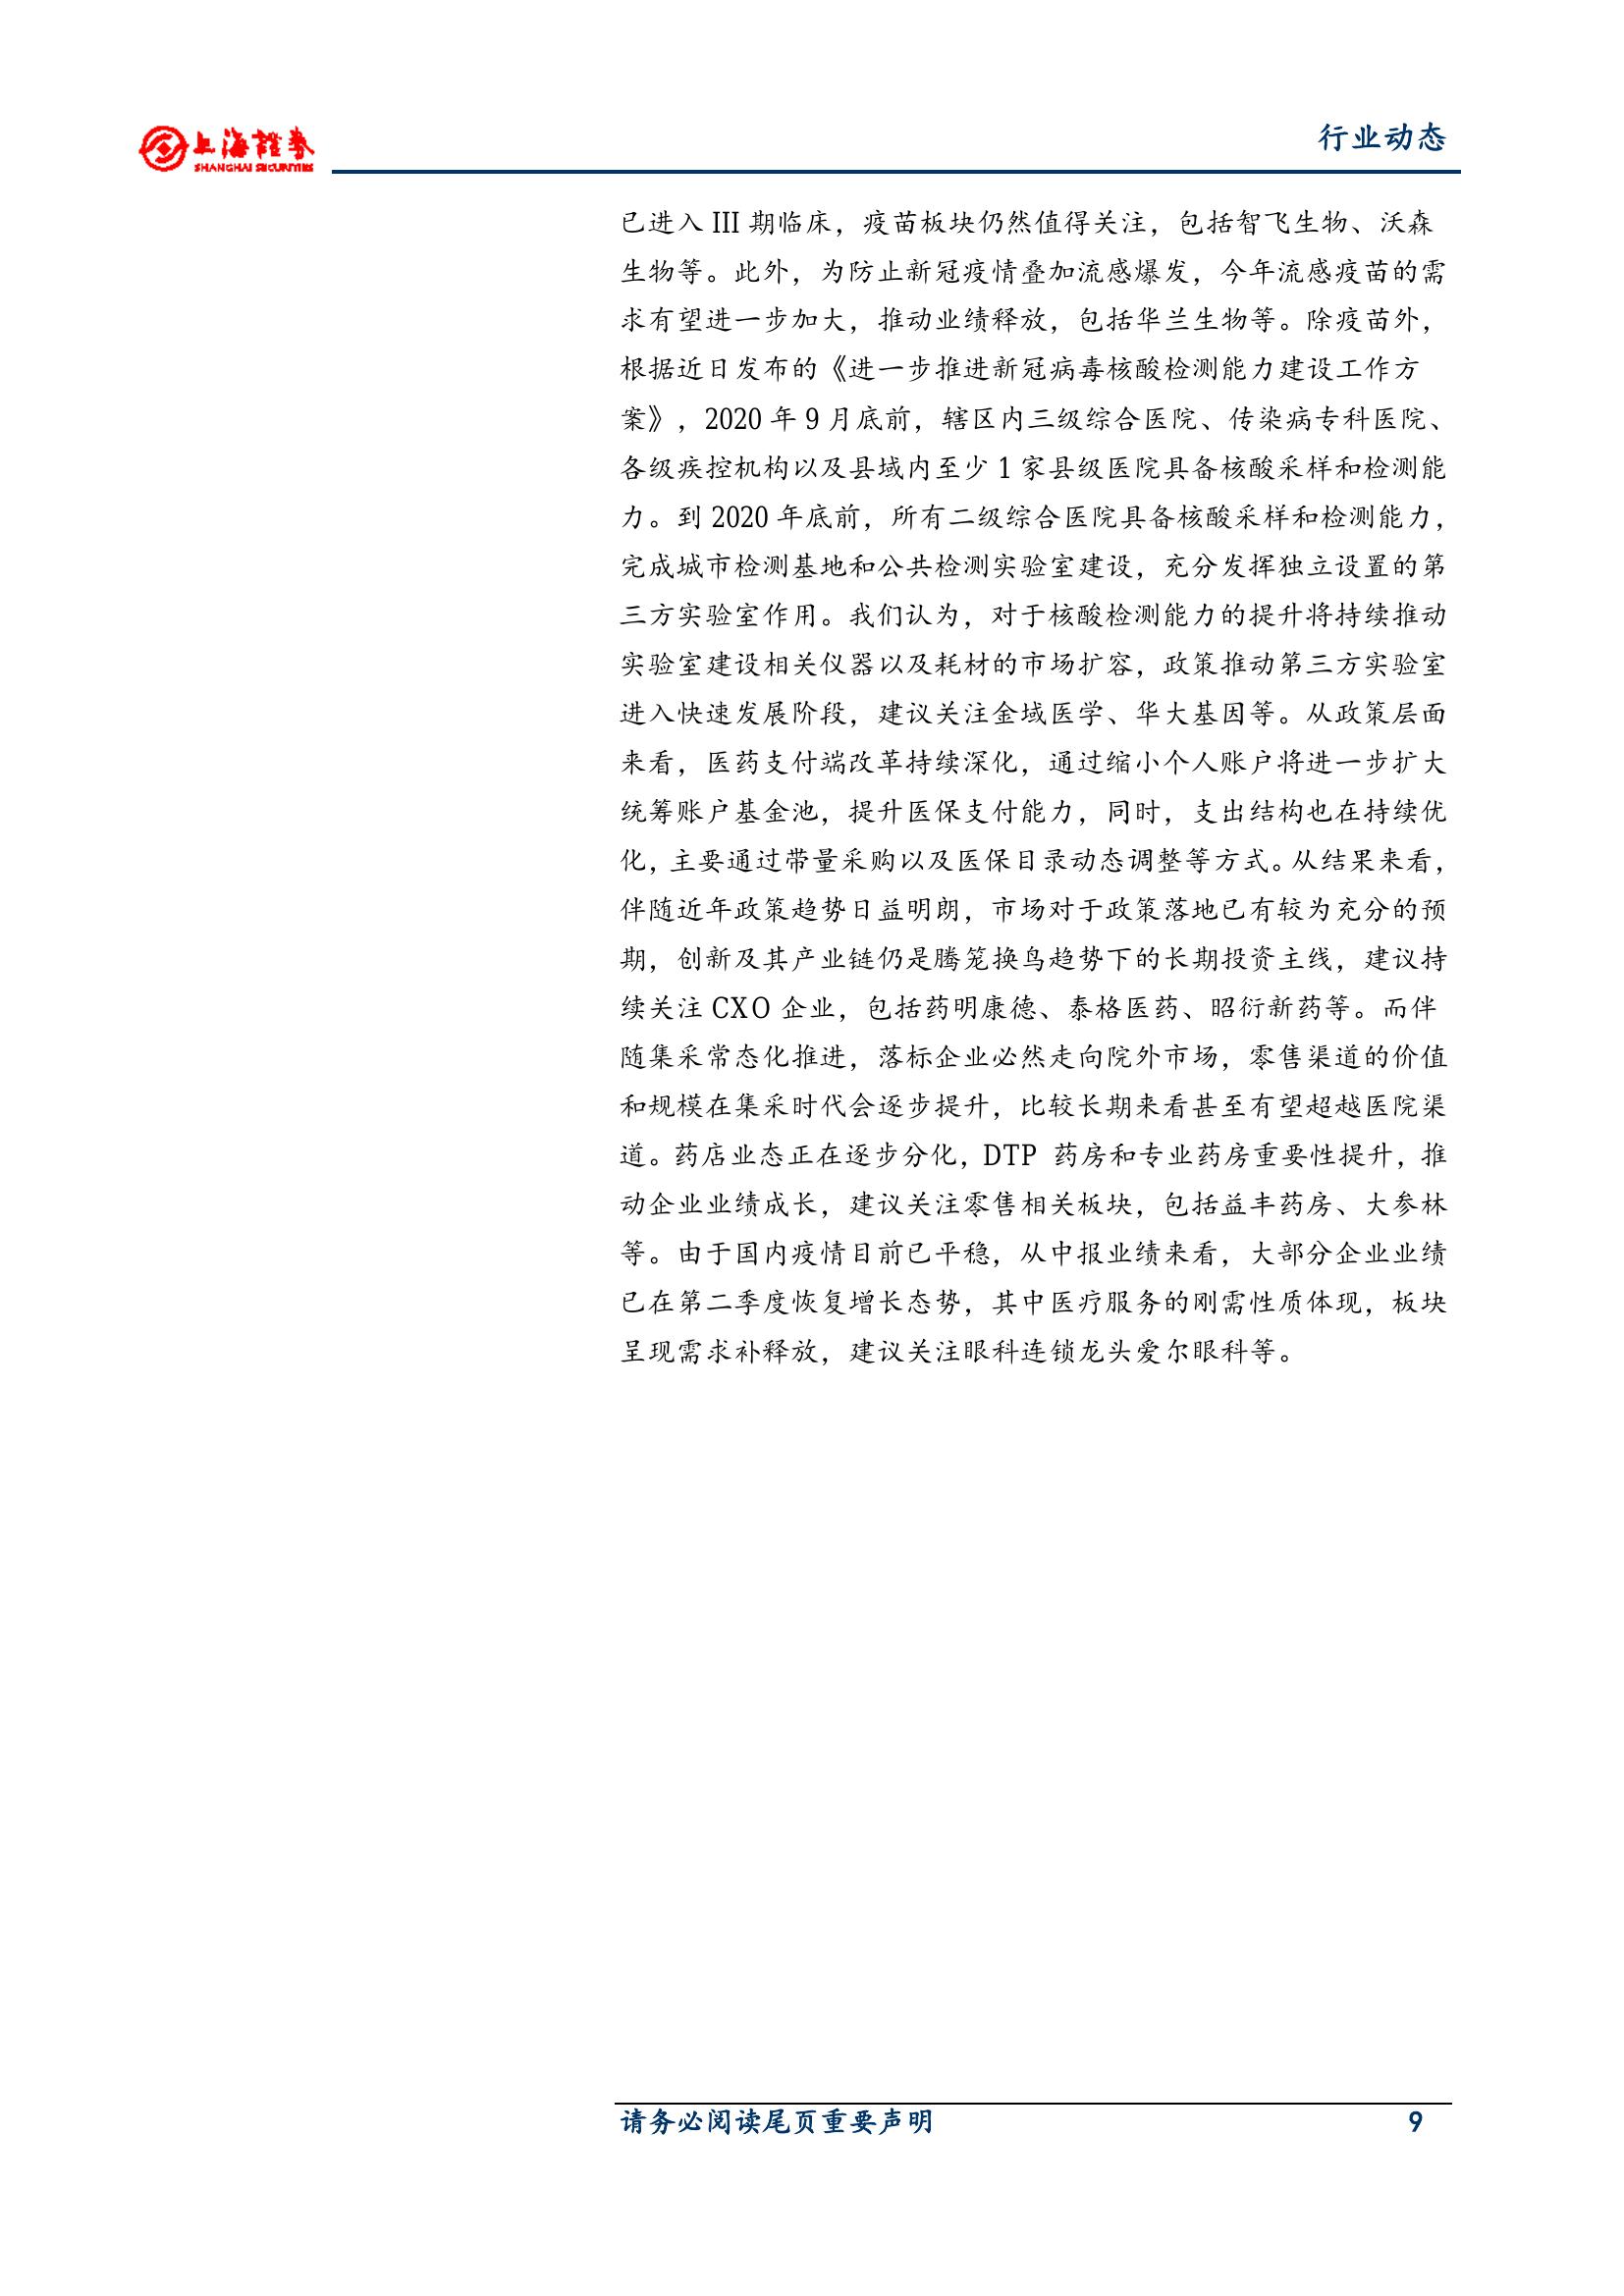 上海證券
SHANGHAI SECURITIES
行业动态
已进入 III 期临床，疫苗板块仍然值得关注，包括智飞生物、沃森
生物等。此外，为防止新冠疫情叠加流感爆发，今年流感疫苗的需
求有望进一步加大，推动业绩释放，包括华兰生物等。除疫苗外，
根据近日发布的《进一步推进新冠病毒核酸检测能力建设工作方
案》，2020 年 9 月底前，辖区内三级综合医院、传染病专科医院、
各级疾控机构以及县域内至少 1 家县级医院具备核酸采样和检测能
力。到 2020 年底前，所有二级综合医院具备核酸采样和检测能力，
完成城市检测基地和公共检测实验室建设，充分发挥独立设置的第
三方实验室作用。我们认为，对于核酸检测能力的提升将持续推动
实验室建设相关仪器以及耗材的市场扩容，政策推动第三方实验室
进入快速发展阶段，建议关注金域医学、华大基因等。从政策层面
来看，医药支付端改革持续深化，通过缩小个人账户将进一步扩大
统筹账户基金池，提升医保支付能力，同时，支出结构也在持续优
化，主要通过带量采购以及医保目录动态调整等方式。从结果来看，
伴随近年政策趋势日益明朗，市场对于政策落地已有较为充分的预
期，创新及其产业链仍是腾笼换鸟趋势下的长期投资主线，建议持
续关注 CXO 企业，包括药明康德、泰格医药、昭衍新药等。而伴
随集采常态化推进，落标企业必然走向院外市场，零售渠道的价值
和规模在集采时代会逐步提升，比较长期来看甚至有望超越医院渠
道。药店业态正在逐步分化，DTP 药房和专业药房重要性提升，推
动企业业绩成长，建议关注零售相关板块，包括益丰药房、大参林
等。由于国内疫情目前已平稳，从中报业绩来看，大部分企业业绩
已在第二季度恢复增长态势，其中医疗服务的刚需性质体现，板块
呈现需求补释放，建议关注眼科连锁龙头爱尔眼科等。
请务必阅读尾页重要声明
9